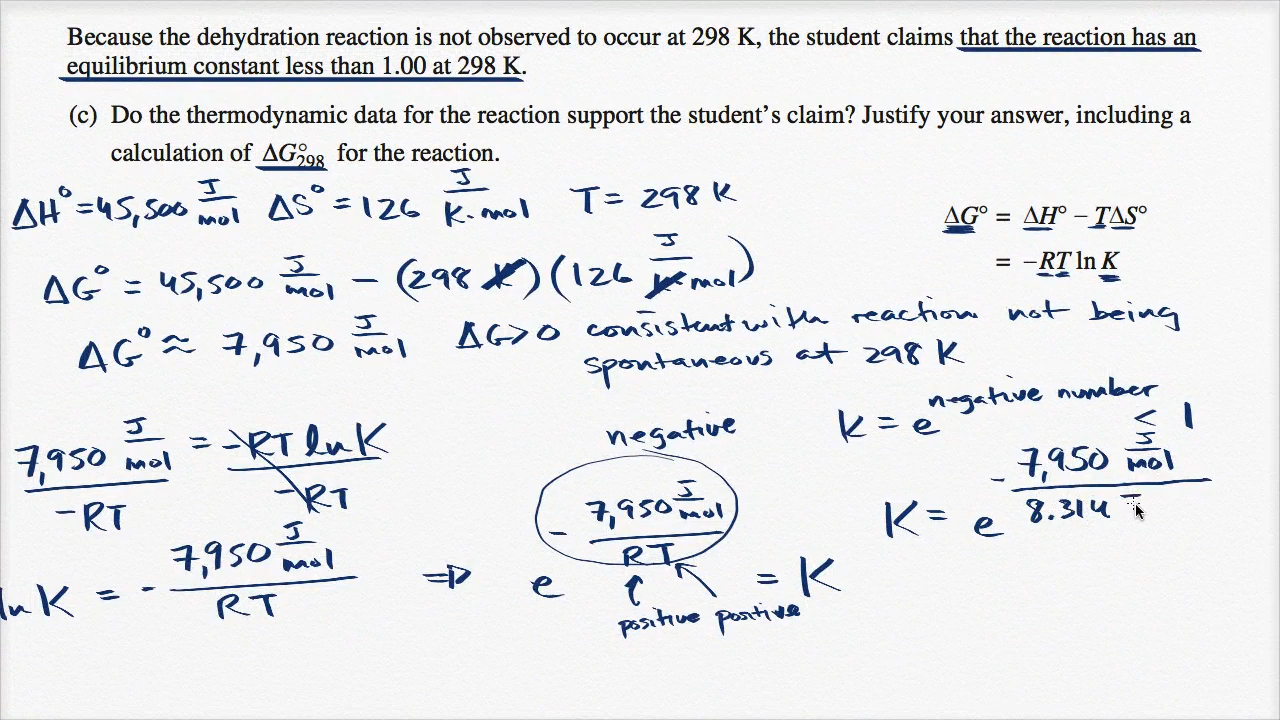 Because the dehydration reaction is not observed to occur at 298 K, the student claims that the reaction has an
equilibrium constant less than 1.00 at 298 K.
(c) Do the thermodynamic data for the reaction support the student's claim? Justify your answer, including a
calculation of ΔG°298 for the reaction.
ΔH° = 45,500 J/mol ΔS° = 126 J/K·mol T = 298 K
ΔG° = ΔH° − TΔS°
= −RT ln K
ΔG° = 45,500 J/mol − (298 K)(126 J/K·mol)
ΔG° ≈ 7,950 J/mol ΔG>0 consistent with reaction not being
spontaneous at 298 K
7,950 J/mol / −RT = −RT ln K / −RT
ln K = − 7,950 J/mol / RT
⇒ e − 7,950 J/mol / RT = K
negative
positive positive
K = e negative number < 1
K = e − 7,950 J/mol / 8.314 J